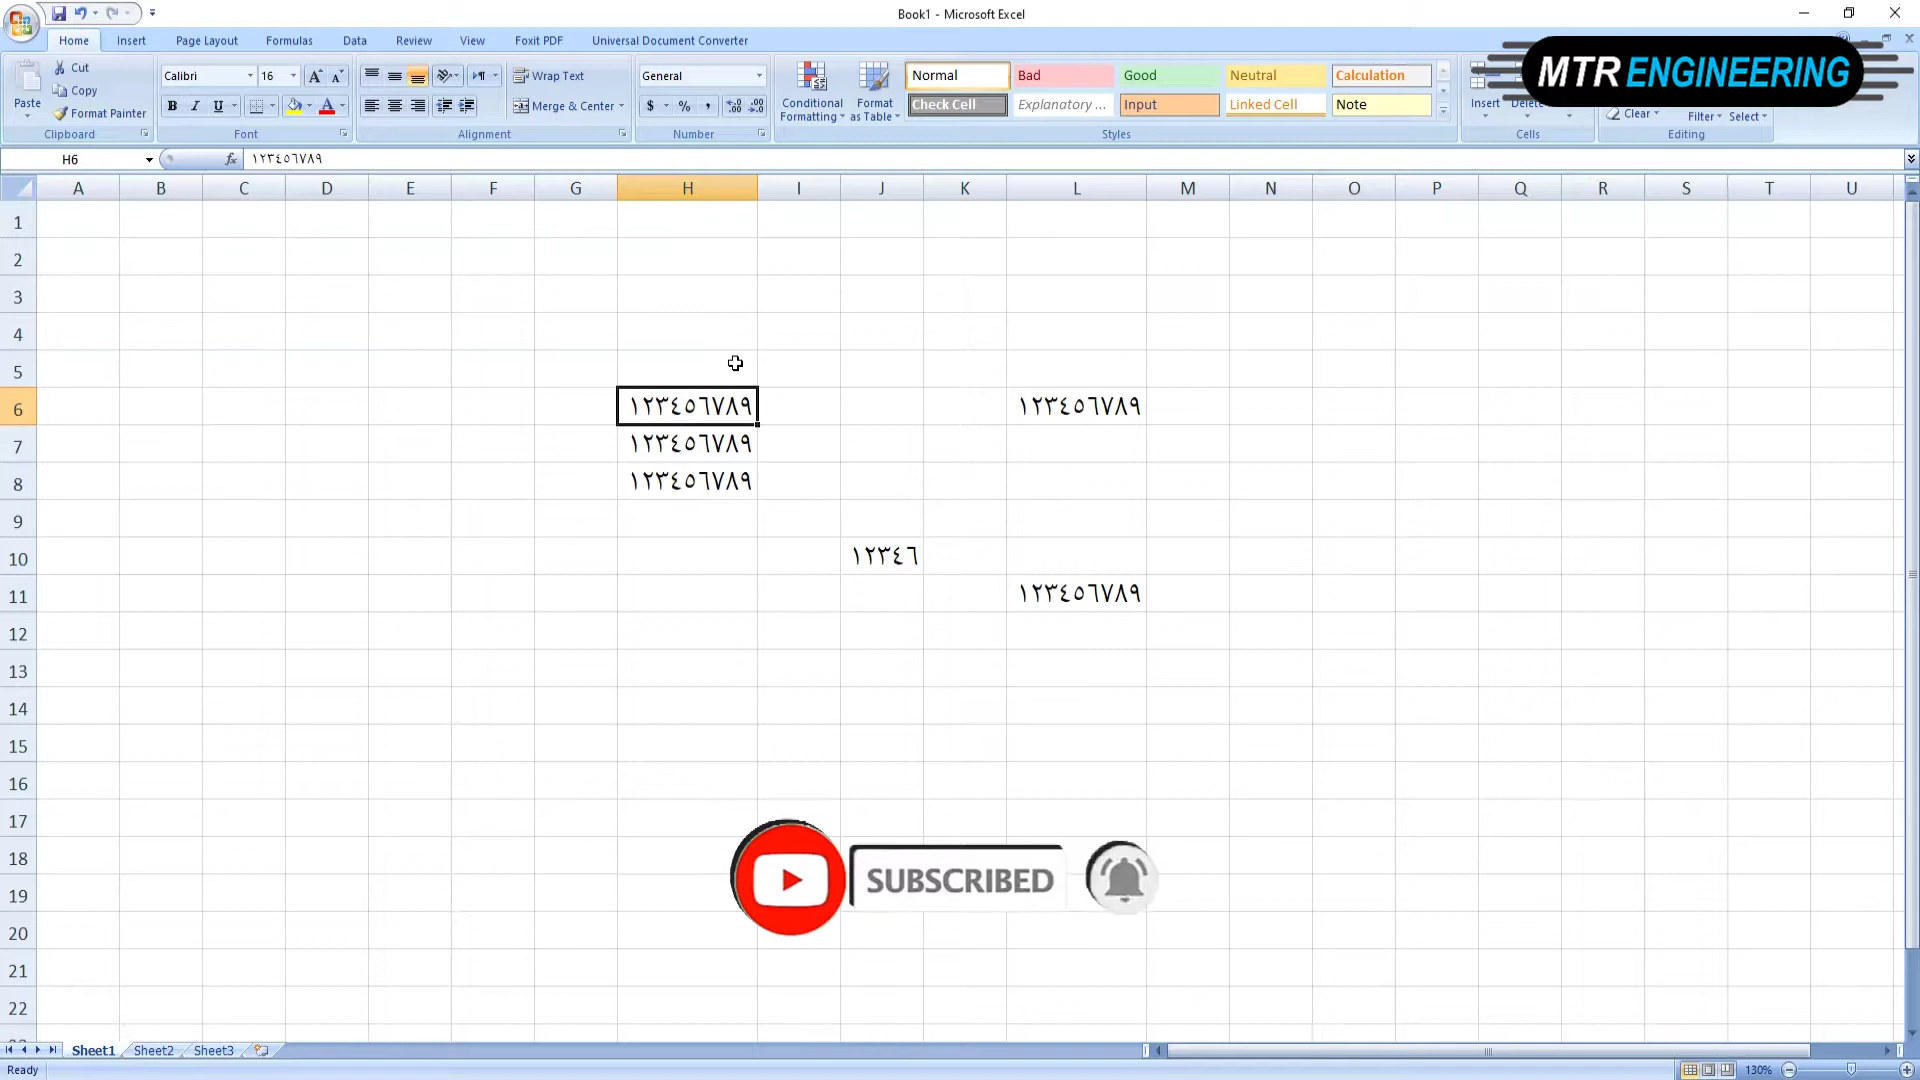 Book1 - Microsoft Excel
Home Insert Page Layout Formulas Data Review View Foxit PDF Universal Document Converter
MTR ENGINEERING
Paste
Cut
Copy
Format Painter
Clipboard
Calibri 16
B I U
Font
Wrap Text
Merge & Center
Alignment
General
$ % ,
Number
Conditional Formatting
Format as Table
Normal Bad Good Neutral Calculation
Check Cell Explanatory ... Input Linked Cell Note
Styles
Insert
Cells
Clear
Filter Select
Editing
H6 fx ١٢٣٤٥٦٧٨٩
A B C D E F G H I J K L M N O P Q R S T U
1
2
3
4
5
6 ١٢٣٤٥٦٧٨٩ ١٢٣٤٥٦٧٨٩
7 ١٢٣٤٥٦٧٨٩
8 ١٢٣٤٥٦٧٨٩
9
10 ١٢٣٤٦
11 ١٢٣٤٥٦٧٨٩
12
13
14
15
16
17
18
19
20
21
22
SUBSCRIBED
Sheet1 Sheet2 Sheet3
Ready 130%